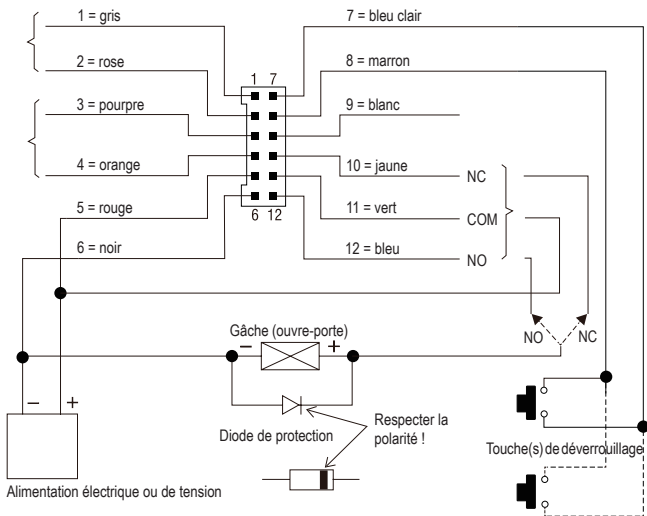 1 = gris
2 = rose
3 = pourpre
4 = orange
5 = rouge
6 = noir
1 7
6 12
7 = bleu clair
8 = marron
9 = blanc
10 = jaune
11 = vert
12 = bleu
NC
COM
NO
NO
NC
Gâche (ouvre-porte)
− +
Diode de protection
Respecter la
polarité !
− +
Alimentation électrique ou de tension
Touche(s) de déverrouillage